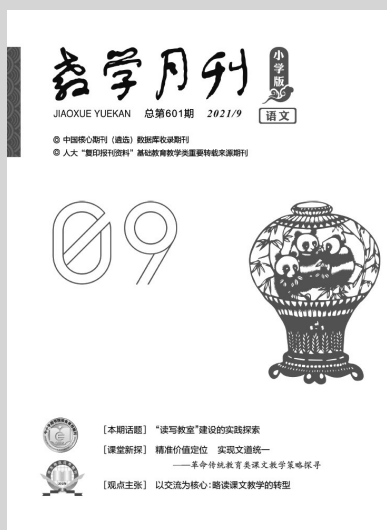 教学月刊
小学版
JIAOXUE YUEKAN 总第601期 2021/9
语文
◎ 中国核心期刊（遴选）数据库收录期刊
◎ 人大“复印报刊资料”基础教育教学类重要转载来源期刊
09
[本期话题] “读写教室”建设的实践探索
[课堂新探] 精准价值定位 实现文道统一
——革命传统教育类课文教学策略探寻
[观点主张] 以交流为核心：略读课文教学的转型